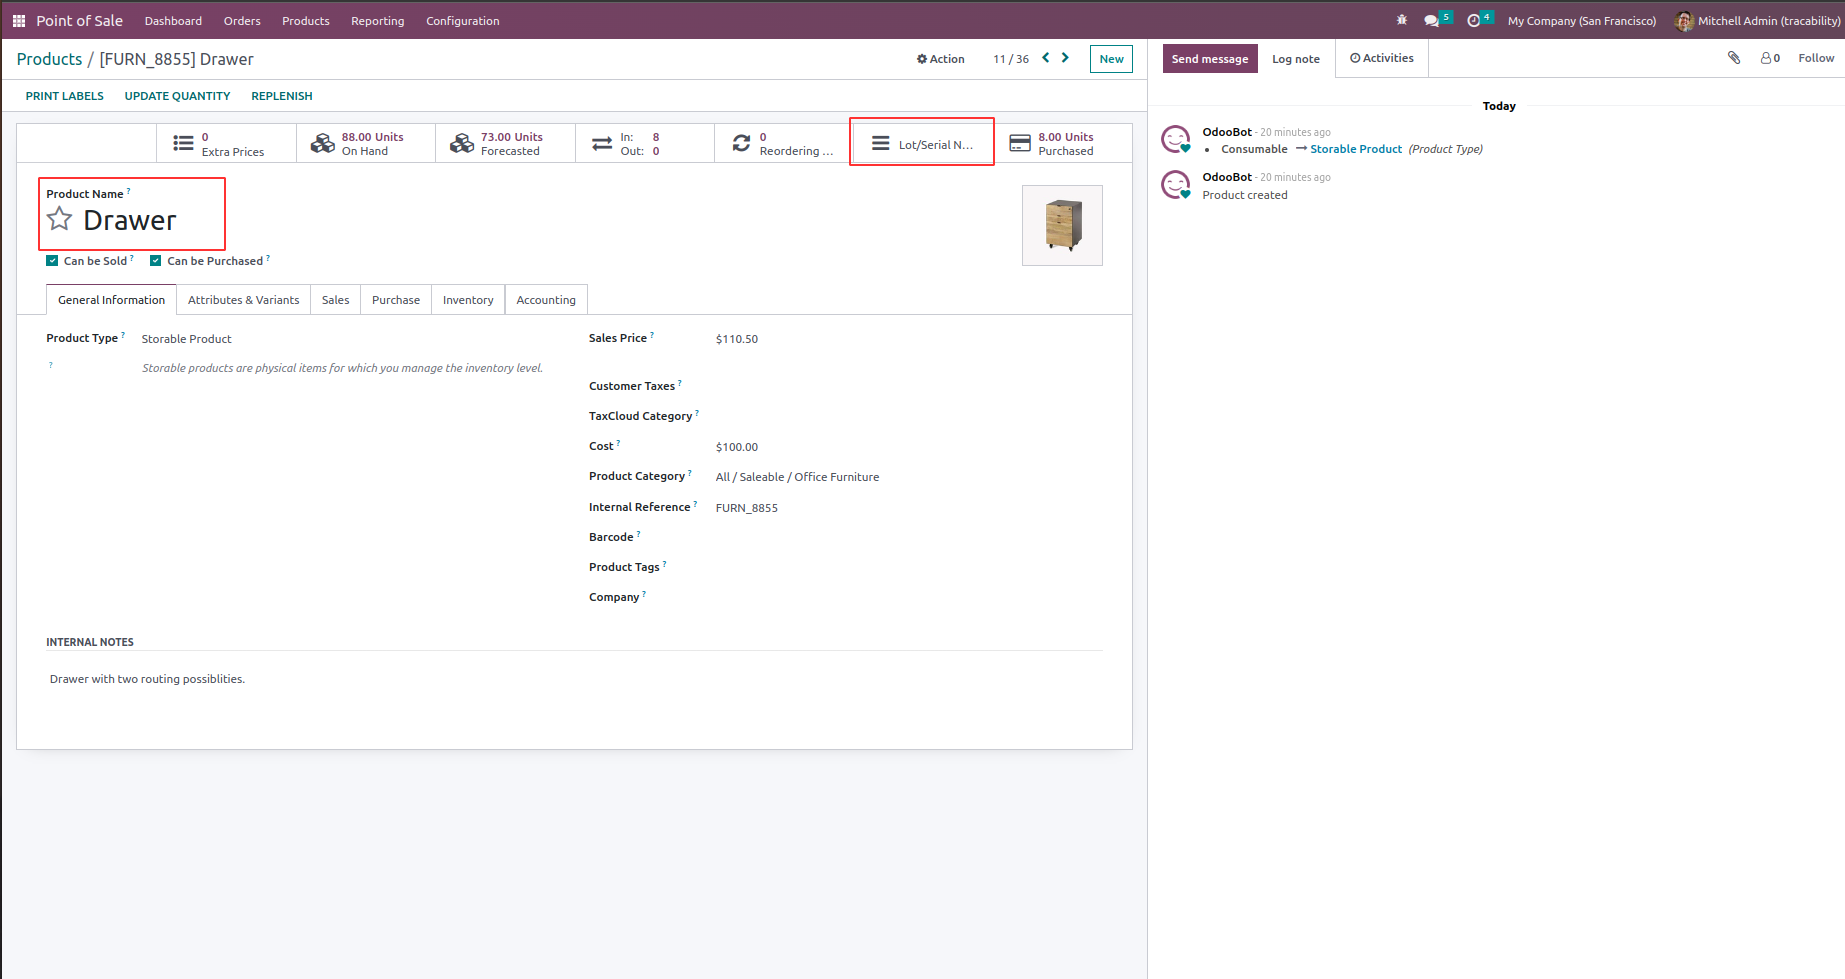 Point of Sale Dashboard Orders Products Reporting Configuration 5 4 My Company (San Francisco) Mitchell Admin (tracability)
Products / [FURN_8855] Drawer Action 11 / 36 New
PRINT LABELS UPDATE QUANTITY REPLENISH
0
Extra Prices
88.00 Units
On Hand
73.00 Units
Forecasted
In: 8
Out: 0
0
Reordering ...
Lot/Serial N...
8.00 Units
Purchased
Product Name ?
Drawer
Can be Sold ? Can be Purchased ?
General Information Attributes & Variants Sales Purchase Inventory Accounting
Product Type ? Storable Product
? Storable products are physical items for which you manage the inventory level.
Sales Price ? $110.50
Customer Taxes ?
TaxCloud Category ?
Cost ? $100.00
Product Category ? All / Saleable / Office Furniture
Internal Reference ? FURN_8855
Barcode ?
Product Tags ?
Company ?
INTERNAL NOTES
Drawer with two routing possiblities.
Send message Log note Activities 0 Follow
Today
OdooBot - 20 minutes ago
• Consumable → Storable Product (Product Type)
OdooBot - 20 minutes ago
Product created